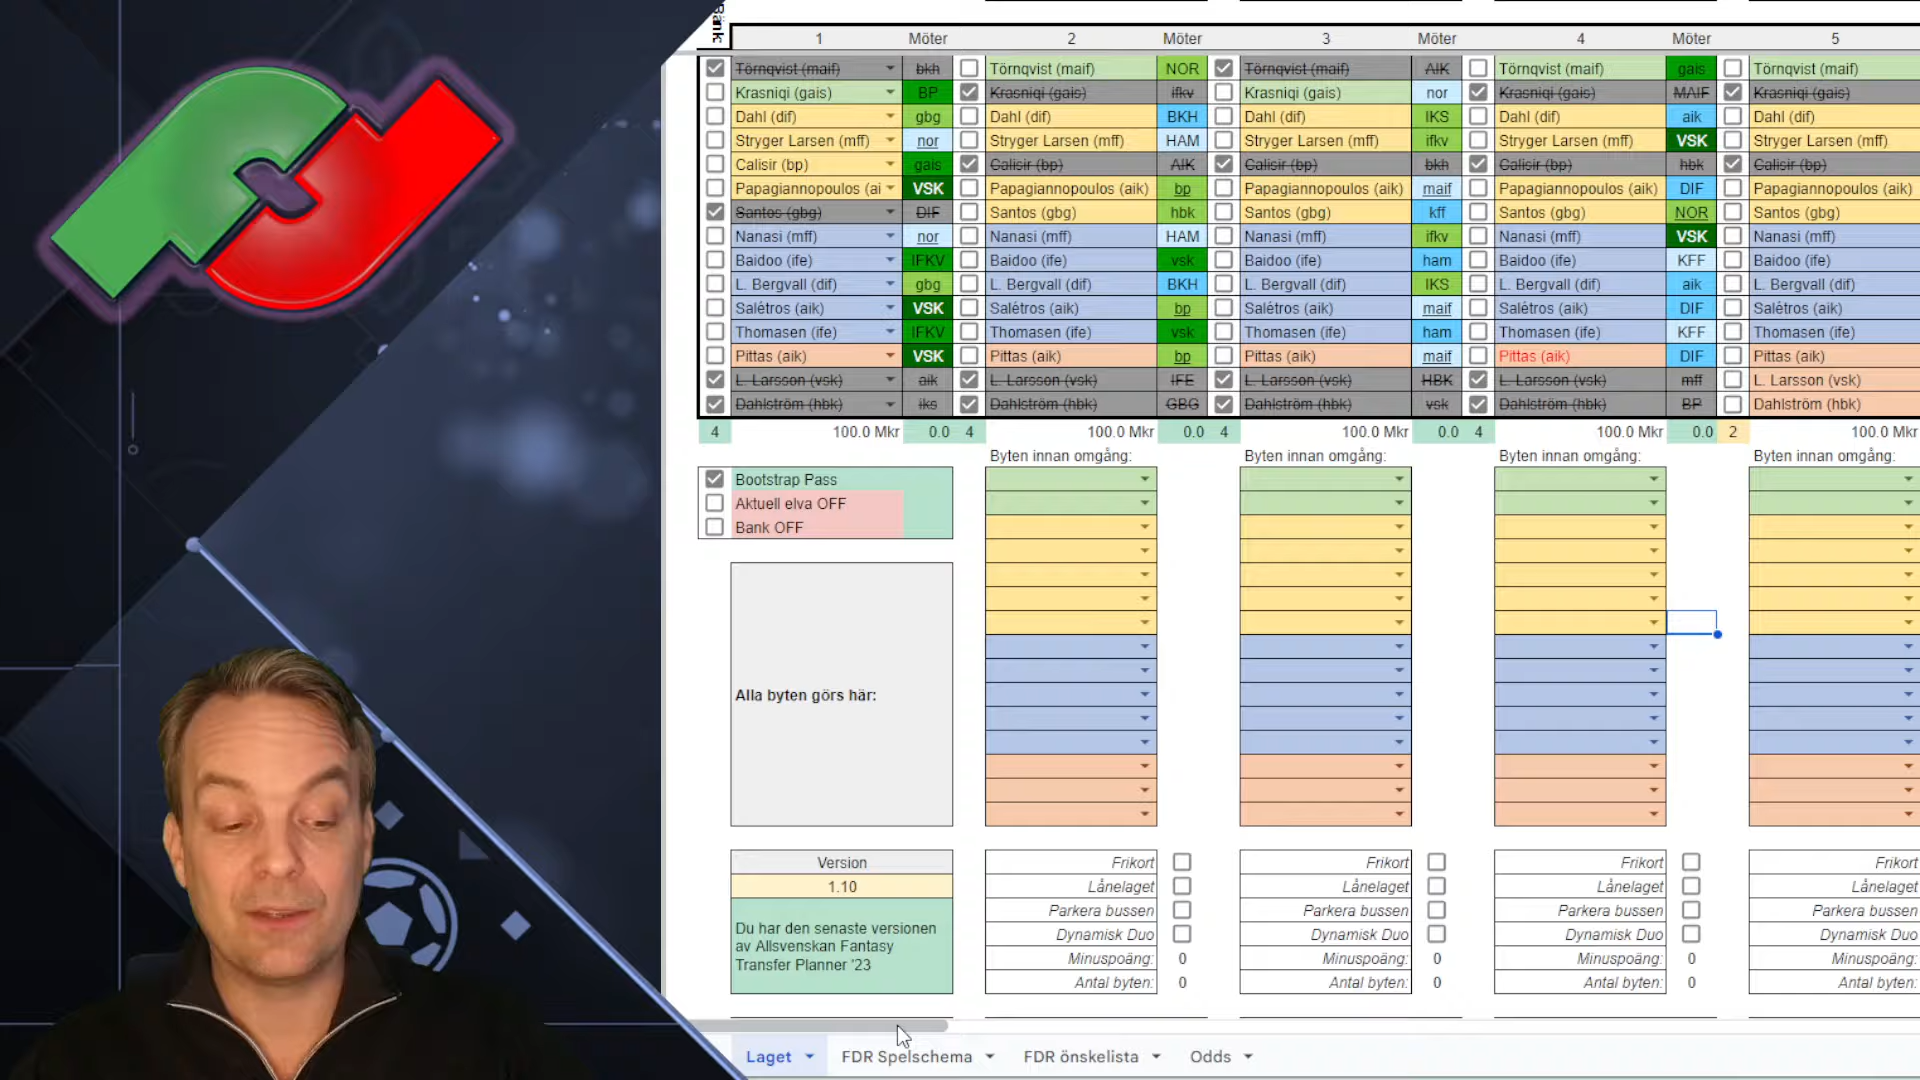 Bänk:
1 Möter 2 Möter 3 Möter 4 Möter 5
Törnqvist (maif) bkh Törnqvist (maif) NOR Törnqvist (maif) AIK Törnqvist (maif) gais Törnqvist (maif)
Krasniqi (gais) BP Krasniqi (gais) ifkv Krasniqi (gais) nor Krasniqi (gais) MAIF Krasniqi (gais)
Dahl (dif) gbg Dahl (dif) BKH Dahl (dif) IKS Dahl (dif) aik Dahl (dif)
Stryger Larsen (mff) nor Stryger Larsen (mff) HAM Stryger Larsen (mff) ifkv Stryger Larsen (mff) VSK Stryger Larsen (mff)
Calisir (bp) gais Calisir (bp) AIK Calisir (bp) bkh Calisir (bp) hbk Calisir (bp)
Papagiannopoulos (ai VSK Papagiannopoulos (aik) bp Papagiannopoulos (aik) maif Papagiannopoulos (aik) DIF Papagiannopoulos (aik)
Santos (gbg) DIF Santos (gbg) hbk Santos (gbg) kff Santos (gbg) NOR Santos (gbg)
Nanasi (mff) nor Nanasi (mff) HAM Nanasi (mff) ifkv Nanasi (mff) VSK Nanasi (mff)
Baidoo (ife) IFKV Baidoo (ife) vsk Baidoo (ife) ham Baidoo (ife) KFF Baidoo (ife)
L. Bergvall (dif) gbg L. Bergvall (dif) BKH L. Bergvall (dif) IKS L. Bergvall (dif) aik L. Bergvall (dif)
Salétros (aik) VSK Salétros (aik) bp Salétros (aik) maif Salétros (aik) DIF Salétros (aik)
Thomasen (ife) IFKV Thomasen (ife) vsk Thomasen (ife) ham Thomasen (ife) KFF Thomasen (ife)
Pittas (aik) VSK Pittas (aik) bp Pittas (aik) maif Pittas (aik) DIF Pittas (aik)
L. Larsson (vsk) aik L. Larsson (vsk) IFE L. Larsson (vsk) HBK L. Larsson (vsk) mff L. Larsson (vsk)
Dahlström (hbk) iks Dahlström (hbk) GBG Dahlström (hbk) vsk Dahlström (hbk) BP Dahlström (hbk)
4 100.0 Mkr 0.0 4 100.0 Mkr 0.0 4 100.0 Mkr 0.0 4 100.0 Mkr 0.0 2 100.0 Mkr
Byten innan omgång: Byten innan omgång: Byten innan omgång: Byten innan omgång:
Bootstrap Pass
Aktuell elva OFF
Bank OFF
Alla byten görs här:
Version Frikort Frikort Frikort Frikort
1.10 Lånelaget Lånelaget Lånelaget Lånelaget
Parkera bussen Parkera bussen Parkera bussen Parkera bussen
Du har den senaste versionen
av Allsvenskan Fantasy
Transfer Planner '23
Dynamisk Duo Dynamisk Duo Dynamisk Duo Dynamisk Duo
Minuspoäng: 0 Minuspoäng: 0 Minuspoäng: 0 Minuspoäng:
Antal byten: 0 Antal byten: 0 Antal byten: 0 Antal byten:
Laget FDR Spelschema FDR önskelista Odds